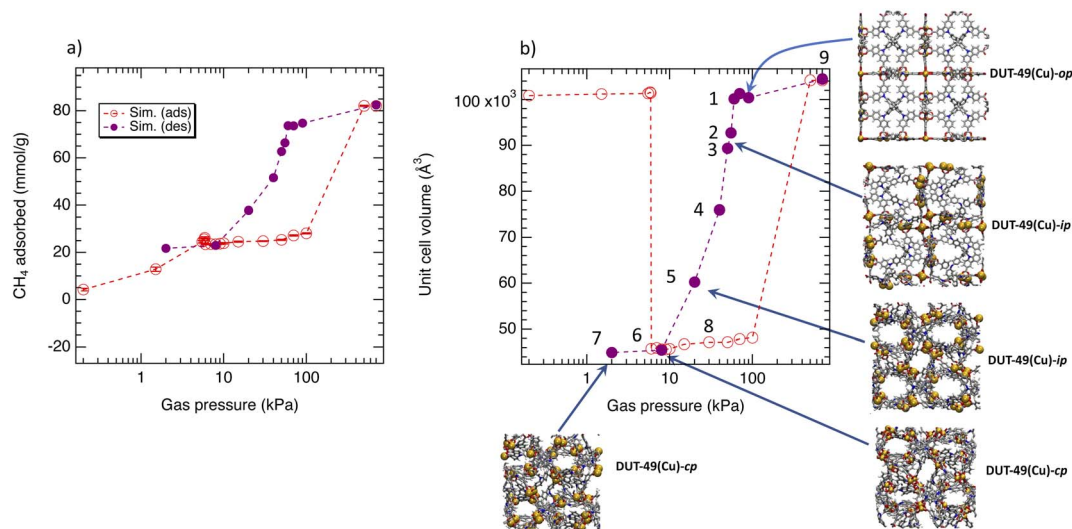 a)
CH4 adsorbed (mmol/g)
80
60
40
20
0
-20
Sim. (ads)
Sim. (des)
1
10
100
Gas pressure (kPa)
b)
Unit cell volume (Å3)
100 x103
90
80
70
60
50
1
2
3
4
5
6
7
8
9
1
10
100
Gas pressure (kPa)
DUT-49(Cu)-op
DUT-49(Cu)-ip
DUT-49(Cu)-ip
DUT-49(Cu)-cp
DUT-49(Cu)-cp